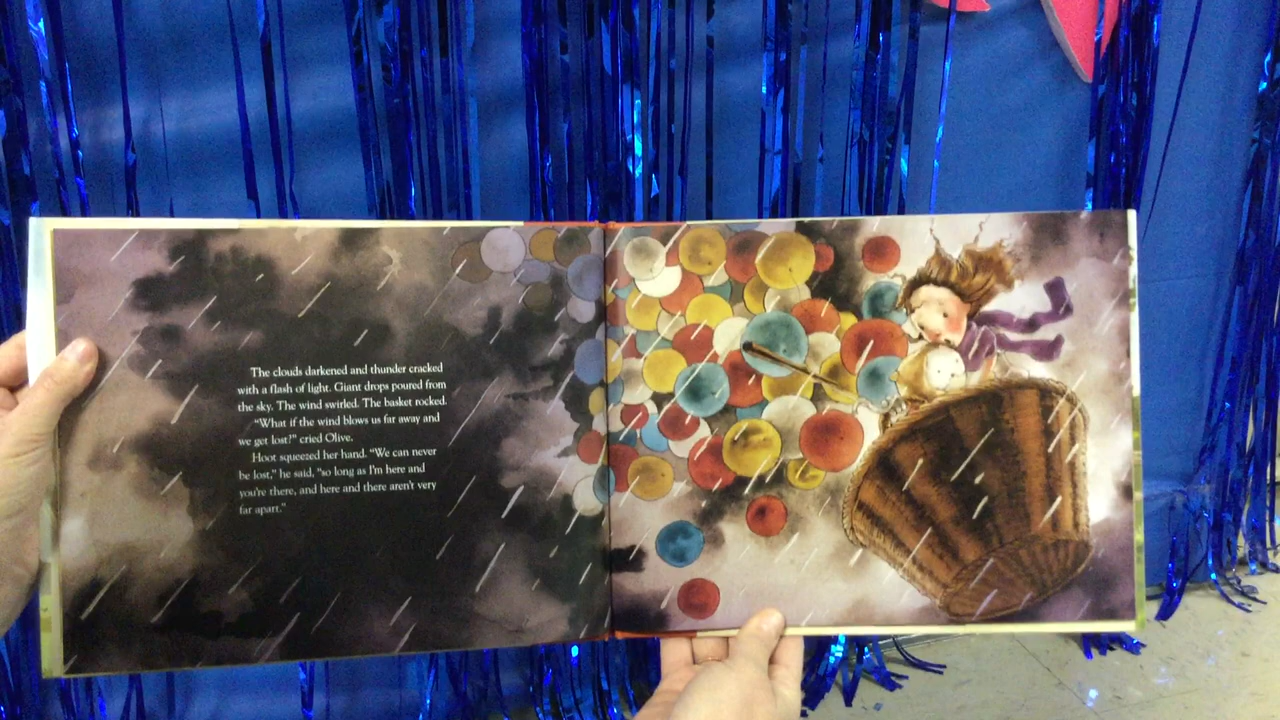 The clouds darkened and thunder cracked
with a flash of light. Giant drops poured from
the sky. The wind swirled. The basket rocked.
"What if the wind blows us far away and
we get lost?" cried Olive.
Hoot squeezed her hand. "We can never
be lost," he said, "so long as I'm here and
you're there, and here and there aren't very
far apart."